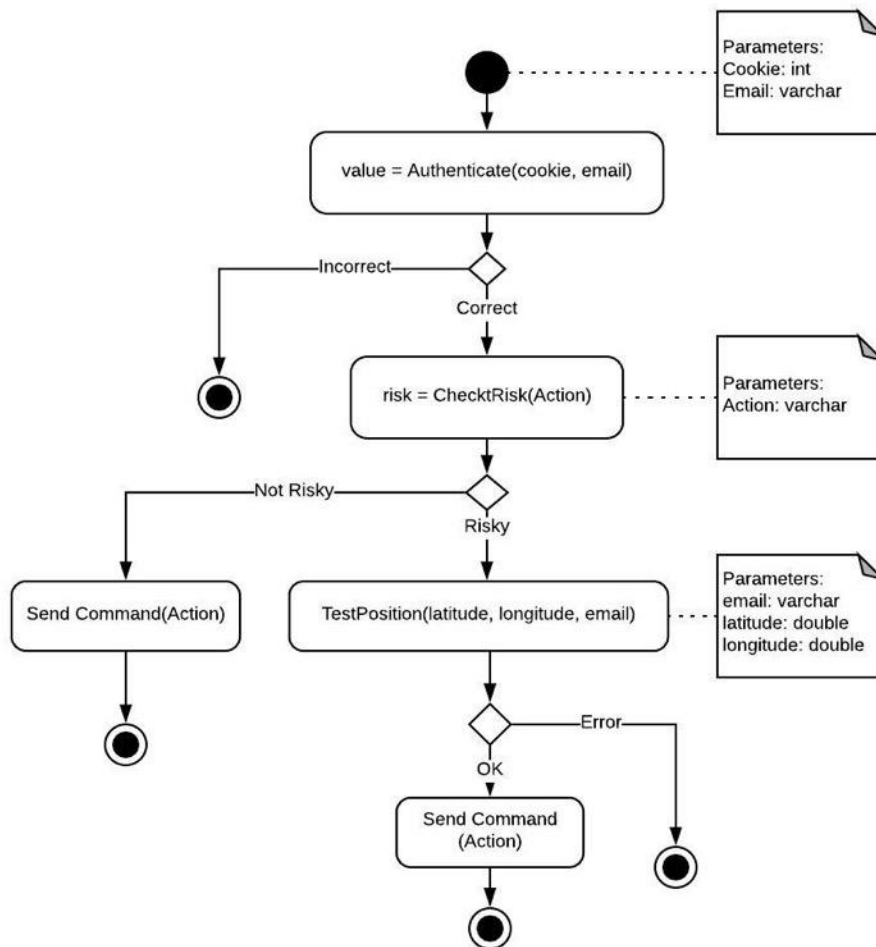 Parameters:
Cookie: int
Email: varchar
value = Authenticate(cookie, email)
Incorrect
Correct
Parameters:
Action: varchar
risk = ChecktRisk(Action)
Not Risky
Risky
Parameters:
email: varchar
latitude: double
longitude: double
Send Command(Action)
TestPosition(latitude, longitude, email)
Error
OK
Send Command
(Action)